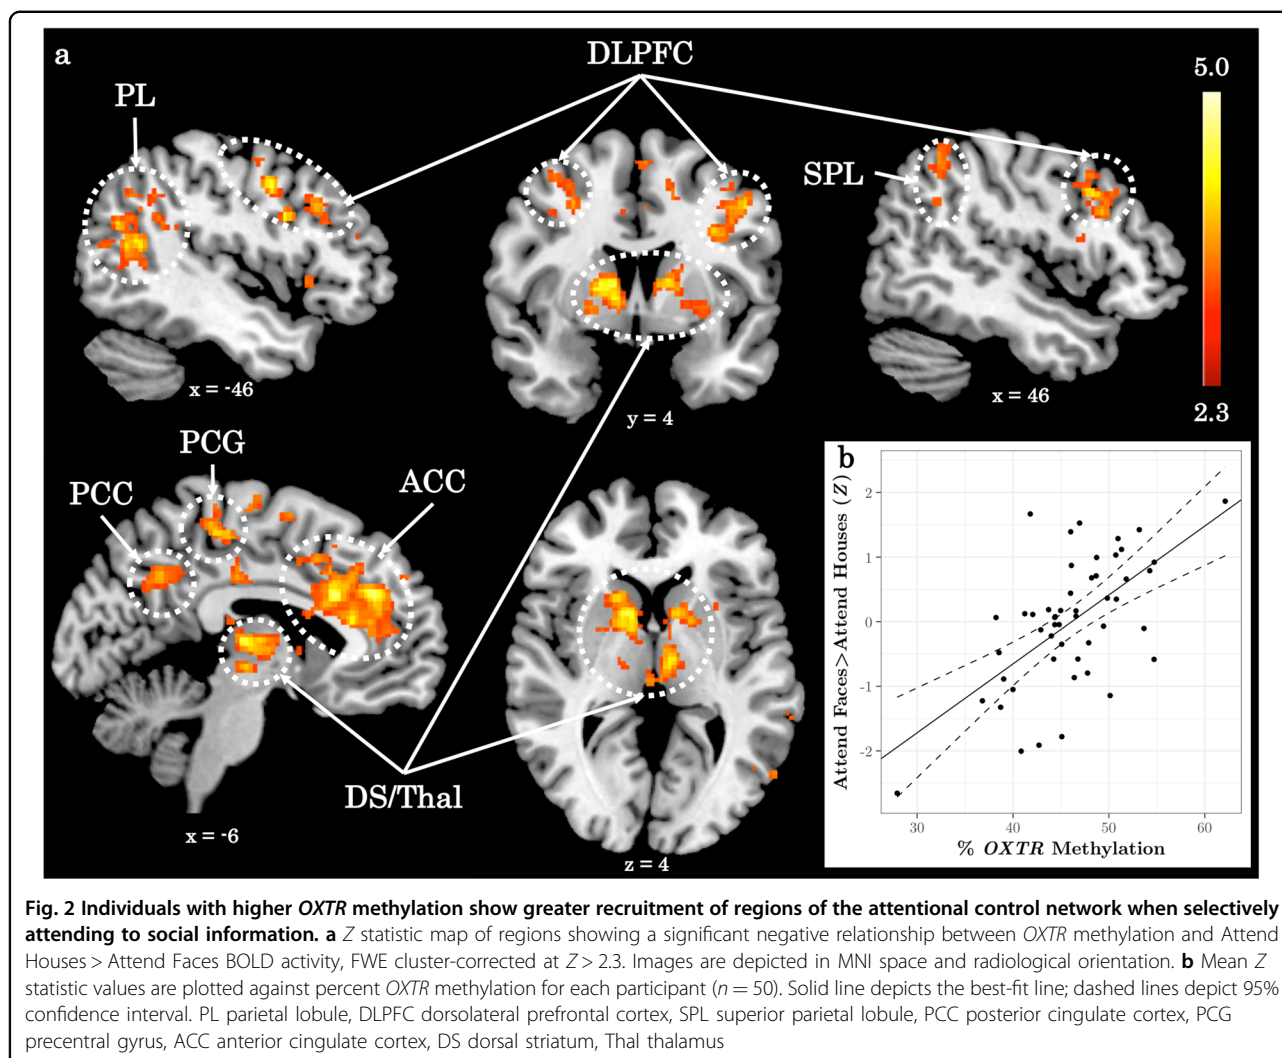 a
DLPFC
5.0
PL
SPL
x = -46
y = 4
x = 46
2.3
PCG
PCC
ACC
DS/Thal
x = -6
z = 4
b
Attend Faces>Attend Houses (Z)
2
1
0
-1
-2
30 40 50 60
% OXTR Methylation
Fig. 2 Individuals with higher OXTR methylation show greater recruitment of regions of the attentional control network when selectively
attending to social information. a Z statistic map of regions showing a significant negative relationship between OXTR methylation and Attend
Houses > Attend Faces BOLD activity, FWE cluster-corrected at Z > 2.3. Images are depicted in MNI space and radiological orientation. b Mean Z
statistic values are plotted against percent OXTR methylation for each participant (n = 50). Solid line depicts the best-fit line; dashed lines depict 95%
confidence interval. PL parietal lobule, DLPFC dorsolateral prefrontal cortex, SPL superior parietal lobule, PCC posterior cingulate cortex, PCG
precentral gyrus, ACC anterior cingulate cortex, DS dorsal striatum, Thal thalamus